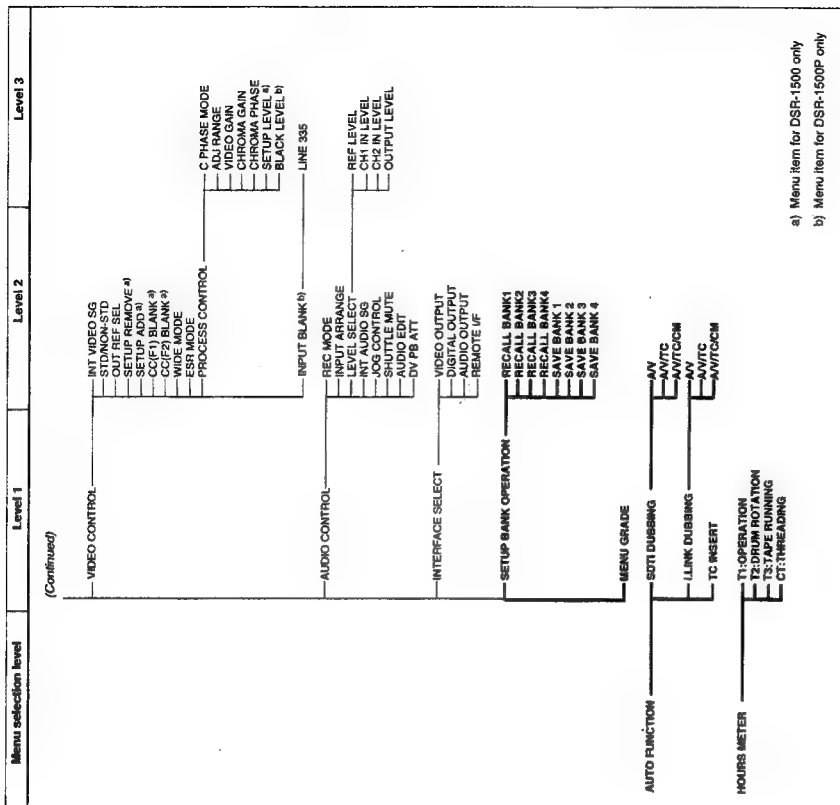 Menu selection level
Level 1
Level 2
Level 3
(Continued)
VIDEO CONTROL
INT VIDEO SG
STD/NON-STD
OUT REF SEL
SETUP REMOVE a)
SETUP ADD a)
CC(F1) BLANK a)
CC(F2) BLANK a)
WIDE MODE
ESR MODE
PROCESS CONTROL
C PHASE MODE
ADJ RANGE
VIDEO GAIN
CHROMA GAIN
CHROMA PHASE
SETUP LEVEL a)
BLACK LEVEL b)
INPUT BLANK b)
LINE 335
AUDIO CONTROL
REC MODE
INPUT ARRANGE
LEVEL SELECT
REF LEVEL
CH1 IN LEVEL
CH2 IN LEVEL
OUTPUT LEVEL
INT AUDIO SG
JOG CONTROL
SHUTTLE MUTE
AUDIO EDIT
DV PB ATT
INTERFACE SELECT
VIDEO OUTPUT
DIGITAL OUTPUT
AUDIO OUTPUT
REMOTE I/F
SETUP BANK OPERATION
RECALL BANK1
RECALL BANK2
RECALL BANK3
RECALL BANK4
SAVE BANK 1
SAVE BANK 2
SAVE BANK 3
SAVE BANK 4
MENU GRADE
AUTO FUNCTION
SDTI DUBBING
A/V
A/V/TC
A/V/TC/CM
i.LINK DUBBING
A/V
A/V/TC
A/V/TC/CM
TC INSERT
HOURS METER
T1:OPERATION
T2:DRUM ROTATION
T3:TAPE RUNNING
CT:THREADING
a) Menu item for DSR-1500 only
b) Menu item for DSR-1500P only